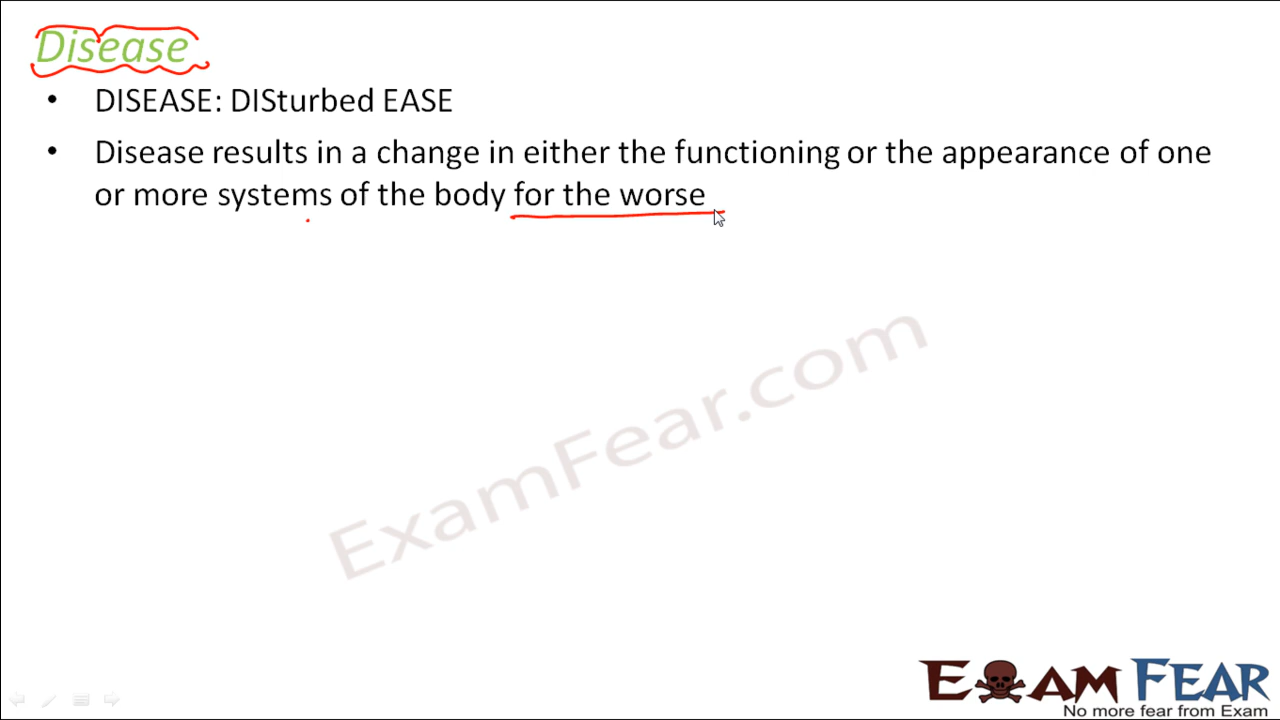 Disease
• DISEASE: DISturbed EASE
• Disease results in a change in either the functioning or the appearance of one
or more systems of the body for the worse
ExamFear.com
EXAM FEAR
No more fear from Exam